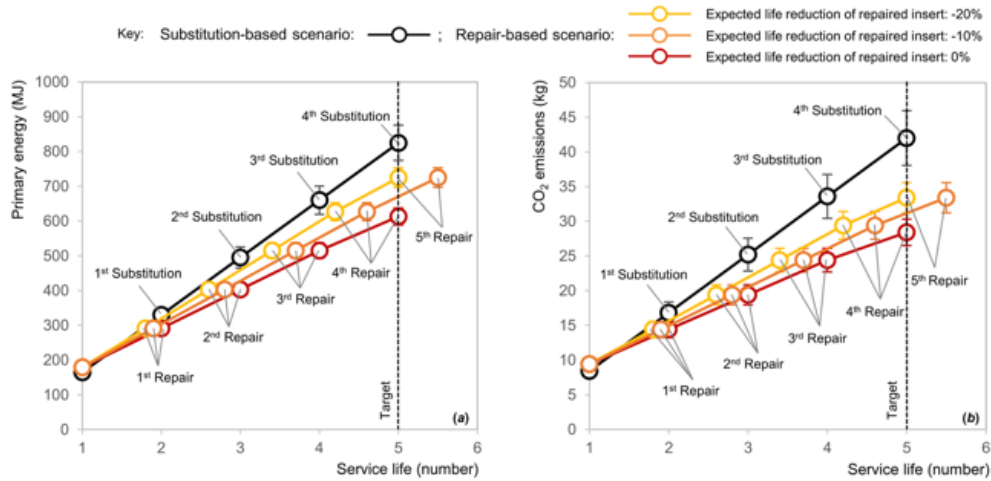 Key: Substitution-based scenario: ; Repair-based scenario:
Expected life reduction of repaired insert: -20%
Expected life reduction of repaired insert: -10%
Expected life reduction of repaired insert: 0%
Primary energy (MJ)
1000
900
800
700
600
500
400
300
200
100
0
1 2 3 4 5 6
Service life (number)
4th Substitution
3rd Substitution
2nd Substitution
1st Substitution
5th Repair
4th Repair
3rd Repair
2nd Repair
1st Repair
Target
(a)
CO2 emissions (kg)
50
45
40
35
30
25
20
15
10
5
0
1 2 3 4 5 6
Service life (number)
4th Substitution
3rd Substitution
2nd Substitution
1st Substitution
5th Repair
4th Repair
3rd Repair
2nd Repair
1st Repair
Target
(b)